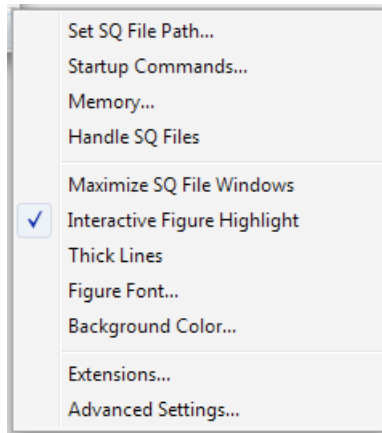 Set SQ File Path...
Startup Commands...
Memory...
Handle SQ Files
Maximize SQ File Windows
Interactive Figure Highlight
Thick Lines
Figure Font...
Background Color...
Extensions...
Advanced Settings...